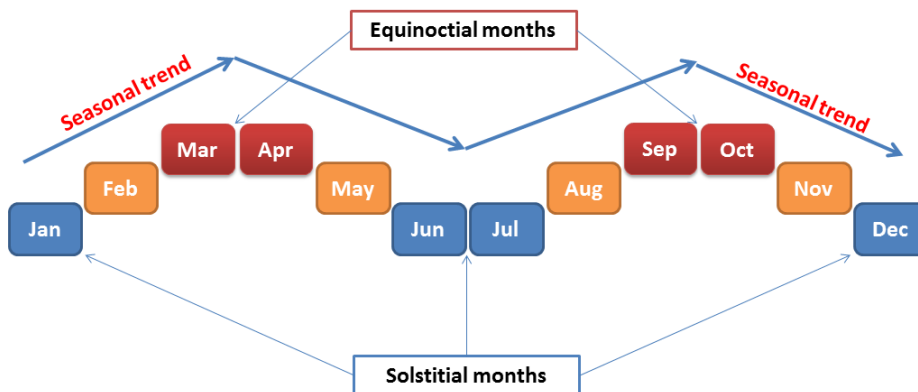 Equinoctial months
Seasonal trend
Seasonal trend
Mar
Apr
Sep
Oct
Feb
May
Aug
Nov
Jan
Jun
Jul
Dec
Solstitial months